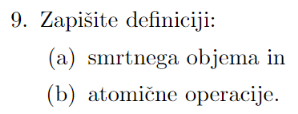 9. Zapišite definiciji:
(a) smrtnega objema in
(b) atomične operacije.